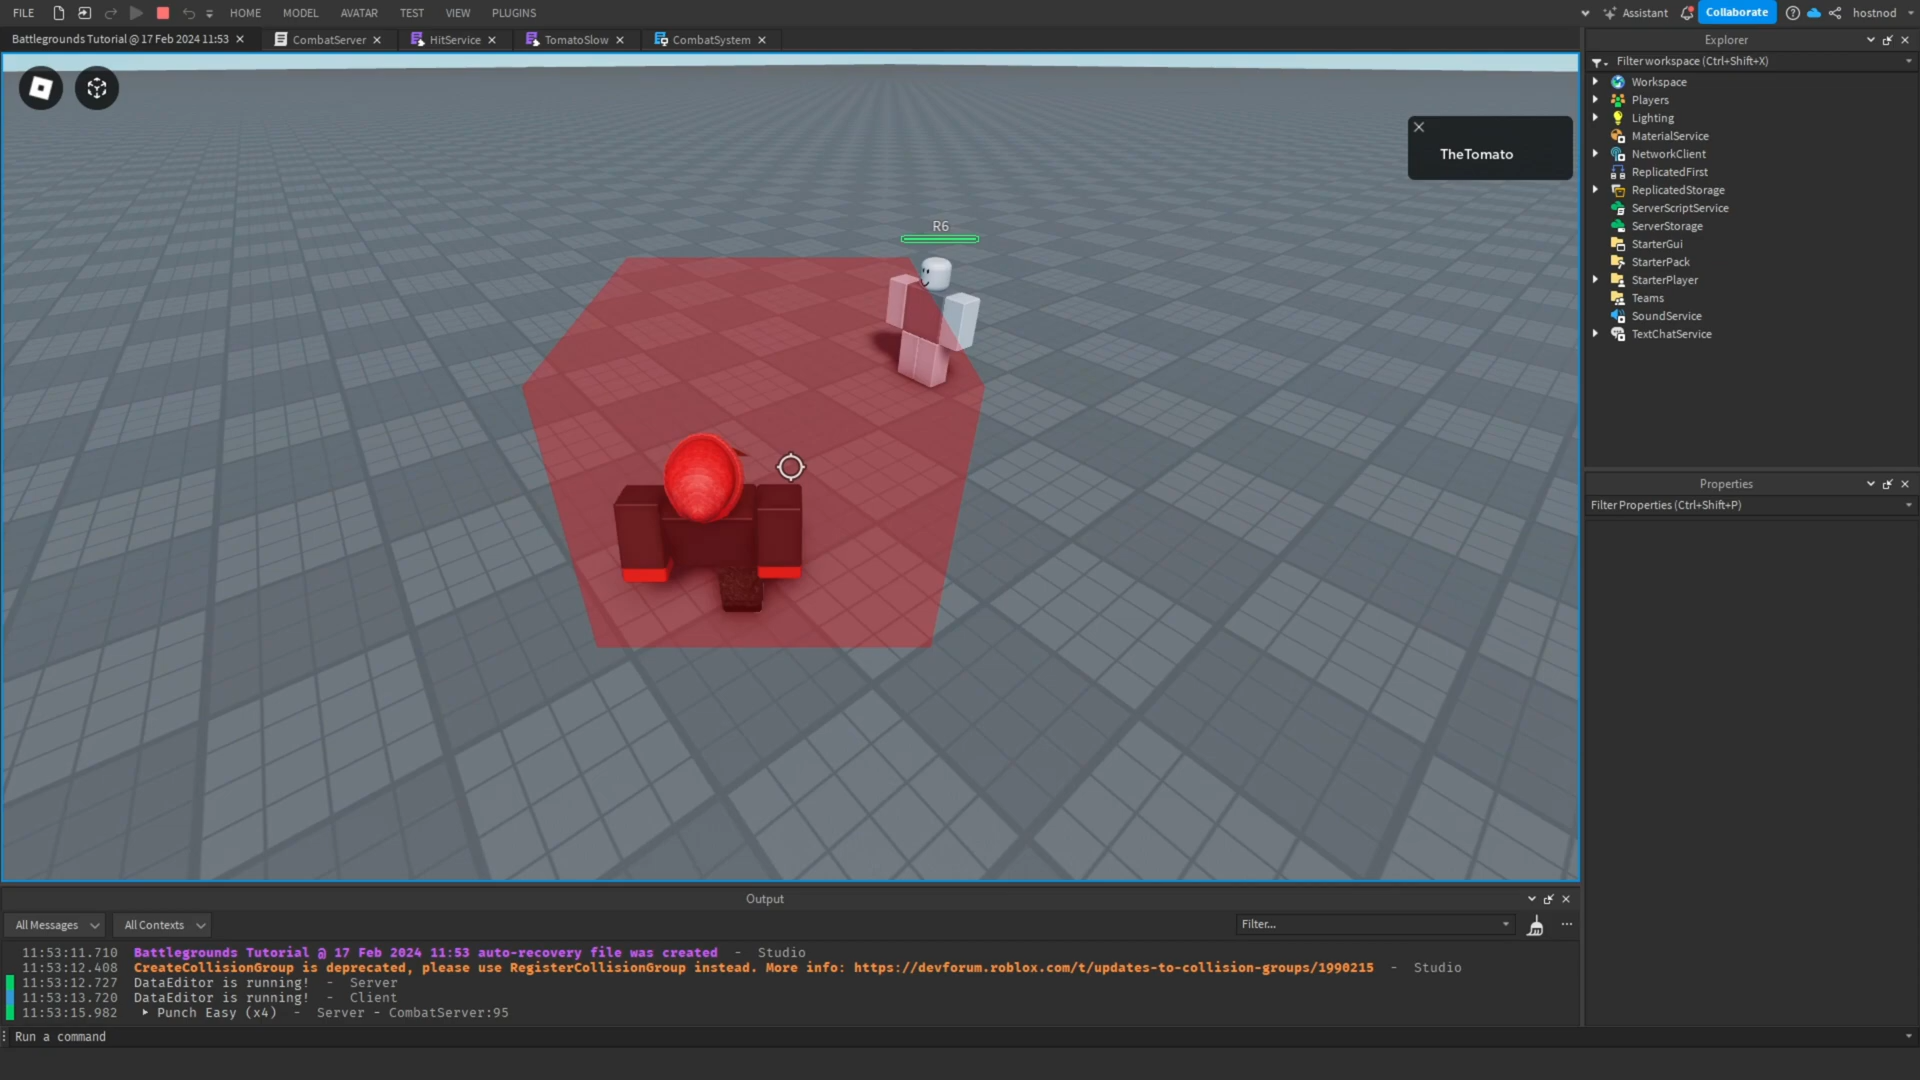 FILE HOME MODEL AVATAR TEST VIEW PLUGINS Assistant Collaborate hostnod
Battlegrounds Tutorial @ 17 Feb 2024 11:53 CombatServer HitService TomatoSlow CombatSystem
Explorer
Filter workspace (Ctrl+Shift+X)
Workspace
Players
Lighting
MaterialService
NetworkClient
ReplicatedFirst
ReplicatedStorage
ServerScriptService
ServerStorage
StarterGui
StarterPack
StarterPlayer
Teams
SoundService
TextChatService
TheTomato
R6
Properties
Filter Properties (Ctrl+Shift+P)
Output
All Messages All Contexts Filter...
11:53:11.710 Battlegrounds Tutorial @ 17 Feb 2024 11:53 auto-recovery file was created - Studio
11:53:12.408 CreateCollisionGroup is deprecated, please use RegisterCollisionGroup instead. More info: https://devforum.roblox.com/t/updates-to-collision-groups/1990215 - Studio
11:53:12.727 DataEditor is running! - Server
11:53:13.720 DataEditor is running! - Client
11:53:15.982 Punch Easy (x4) - Server - CombatServer:95
Run a command